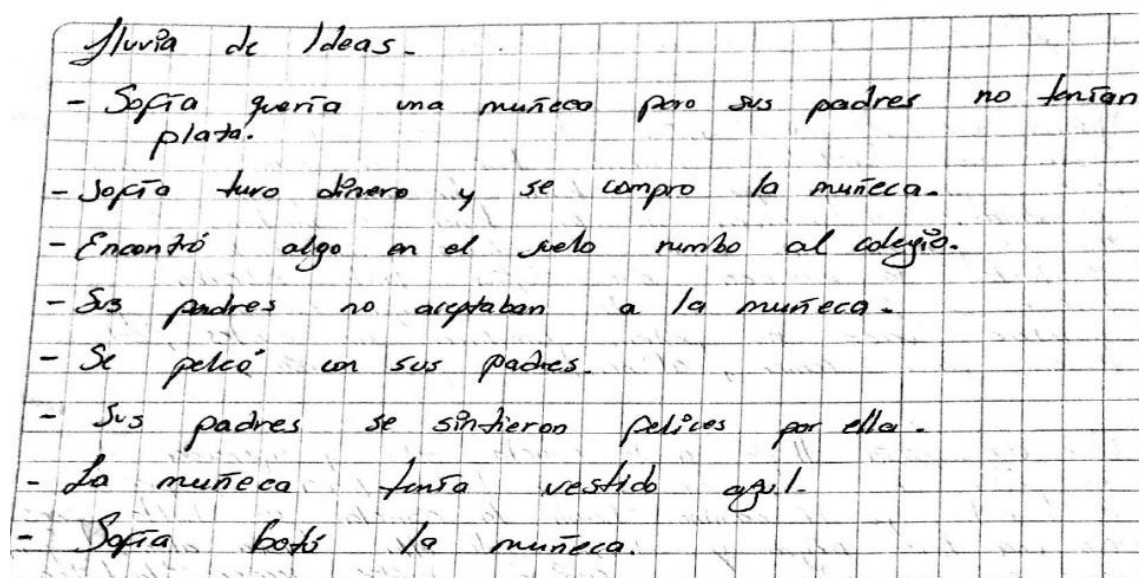 Lluvia de Ideas-
- Sofía quería una muñeca pero sus padres no tenían
plata.
- Sofía tuvo dinero y se compro la muñeca.
- Encontró algo en el suelo rumbo al colegio.
- Sus padres no aceptaban a la muñeca.
- Se peleó con sus padres.
- Sus padres se sintieron felices por ella.
- La muñeca tenía vestido azul.
- Sofía botó la muñeca.